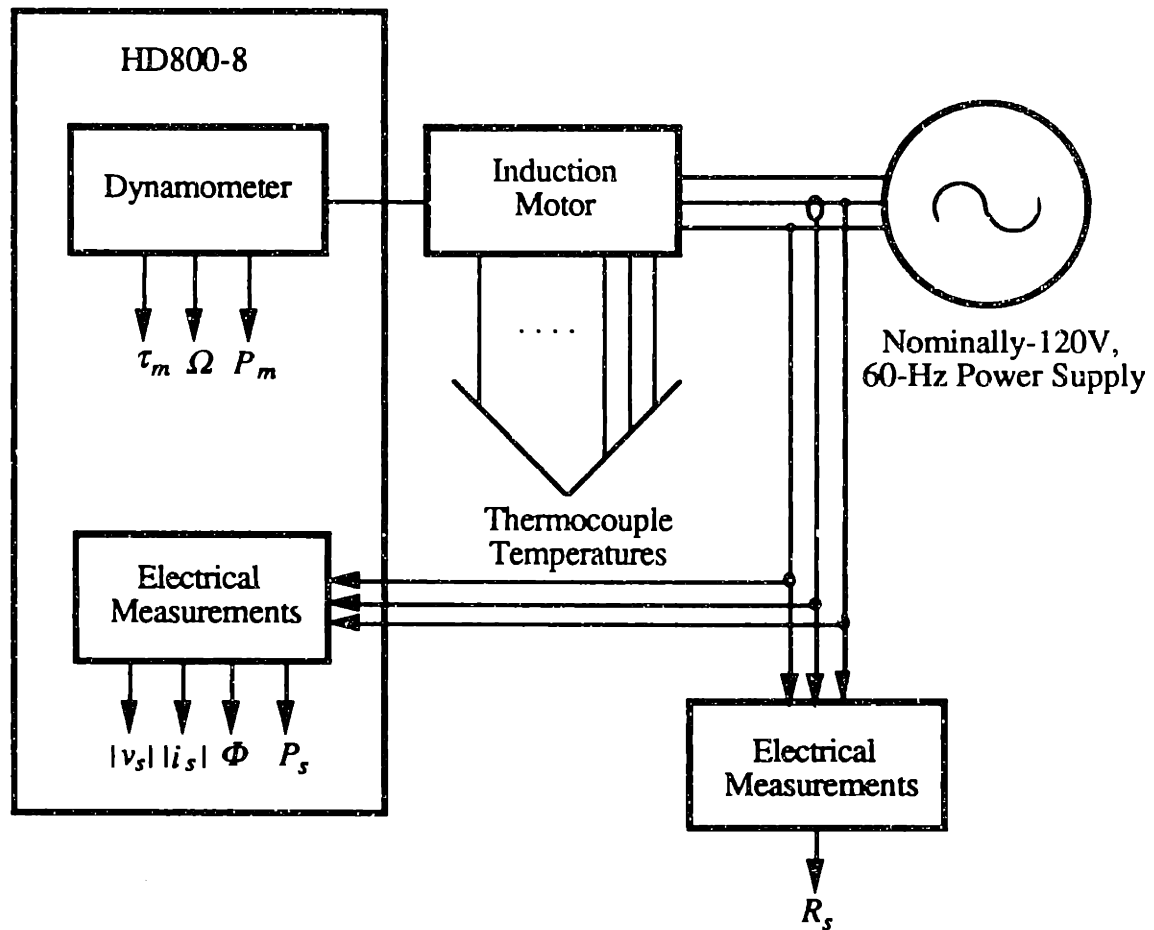 HD800-8
Dynamometer
Induction
Motor
τm Ω Pm
Nominally-120V,
60-Hz Power Supply
. . . .
Thermocouple
Temperatures
Electrical
Measurements
|vs| |is| Φ Ps
Electrical
Measurements
Rs